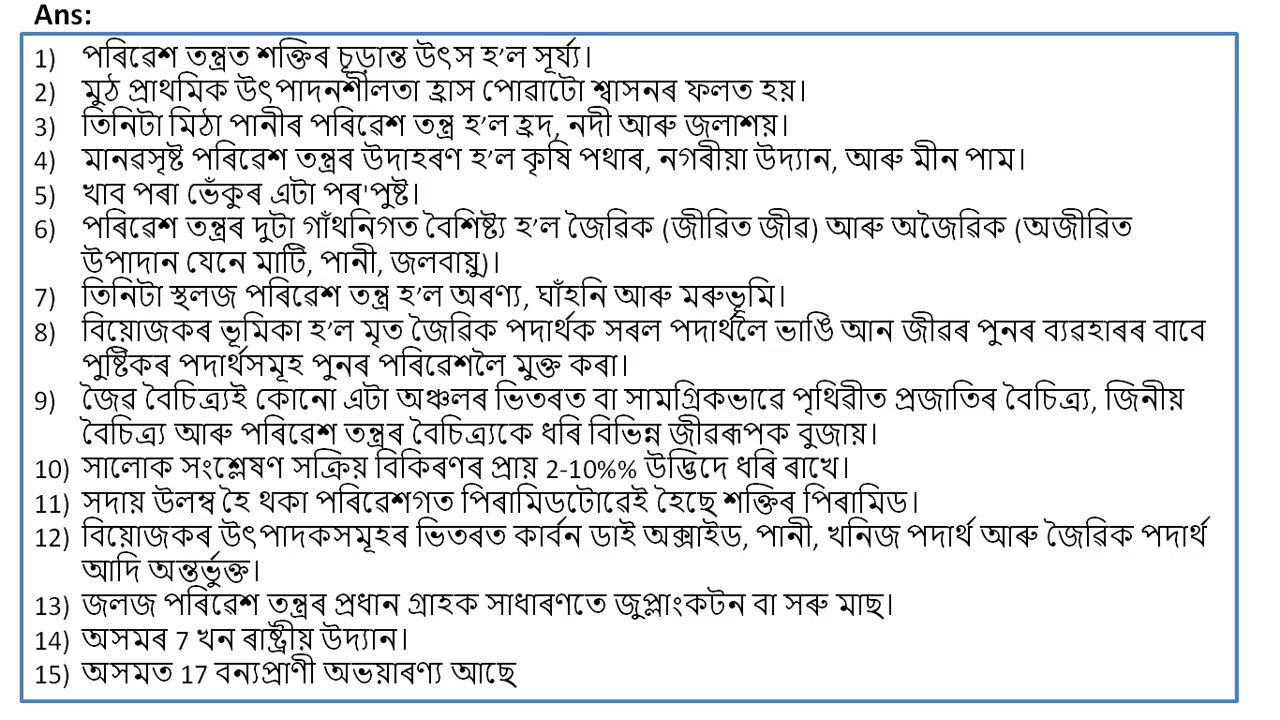 Ans:
1) পৰিৱেশ তন্ত্ৰত শক্তিৰ চূড়ান্ত উৎস হ’ল সূৰ্য্য।
2) মুঠ প্ৰাথমিক উৎপাদনশীলতা হ্ৰাস পোৱাটো শ্বাসনৰ ফলত হয়।
3) তিনিটা মিঠা পানীৰ পৰিৱেশ তন্ত্ৰ হ’ল হ্ৰদ, নদী আৰু জলাশয়।
4) মানৱসৃষ্ট পৰিৱেশ তন্ত্ৰৰ উদাহৰণ হ’ল কৃষি পথাৰ, নগৰীয়া উদ্যান, আৰু মীন পাম।
5) খাব পৰা ভেঁকুৰ এটা পৰ'পুষ্ট।
6) পৰিৱেশ তন্ত্ৰৰ দুটা গাঁথনিগত বৈশিষ্ট্য হ’ল জৈৱিক (জীৱিত জীৱ) আৰু অজৈৱিক (অজীৱিত
উপাদান যেনে মাটি, পানী, জলবায়ু)।
7) তিনিটা স্থলজ পৰিৱেশ তন্ত্ৰ হ’ল অৰণ্য, ঘাঁহনি আৰু মৰুভূমি।
8) বিয়োজকৰ ভূমিকা হ’ল মৃত জৈৱিক পদাৰ্থক সৰল পদাৰ্থলৈ ভাঙি আন জীৱৰ পুনৰ ব্যৱহাৰৰ বাবে
পুষ্টিকৰ পদাৰ্থসমূহ পুনৰ পৰিৱেশলৈ মুক্ত কৰা।
9) জৈৱ বৈচিত্ৰ্যই কোনো এটা অঞ্চলৰ ভিতৰত বা সামগ্ৰিকভাৱে পৃথিৱীত প্ৰজাতিৰ বৈচিত্ৰ্য, জিনীয়
বৈচিত্ৰ্য আৰু পৰিৱেশ তন্ত্ৰৰ বৈচিত্ৰ্যকে ধৰি বিভিন্ন জীৱৰূপক বুজায়।
10) সালোক সংশ্লেষণ সক্ৰিয় বিকিৰণৰ প্ৰায় 2-10%% উদ্ভিদে ধৰি ৰাখে।
11) সদায় উলম্ব হৈ থকা পৰিৱেশগত পিৰামিডটোৱেই হৈছে শক্তিৰ পিৰামিড।
12) বিয়োজকৰ উৎপাদকসমূহৰ ভিতৰত কাৰ্বন ডাই অক্সাইড, পানী, খনিজ পদাৰ্থ আৰু জৈৱিক পদাৰ্থ
আদি অন্তৰ্ভুক্ত।
13) জলজ পৰিৱেশ তন্ত্ৰৰ প্ৰধান গ্ৰাহক সাধাৰণতে জুপ্লাংকটন বা সৰু মাছ।
14) অসমৰ 7 খন ৰাষ্ট্ৰীয় উদ্যান।
15) অসমত 17 বন্যপ্ৰাণী অভয়াৰণ্য আছে